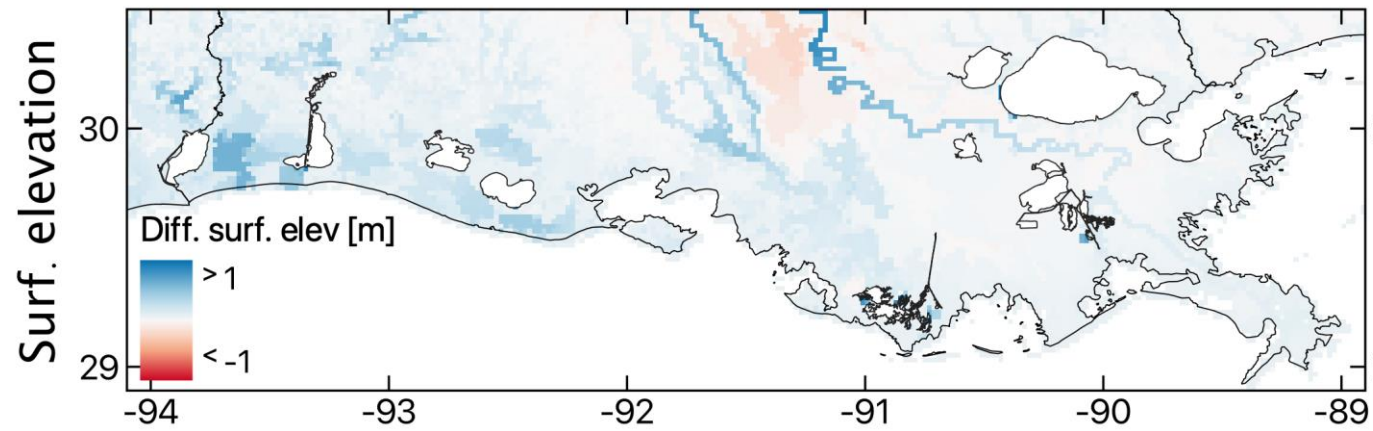 Surf. elevation
30
29
Diff. surf. elev [m]
> 1
< -1
-94 -93 -92 -91 -90 -89